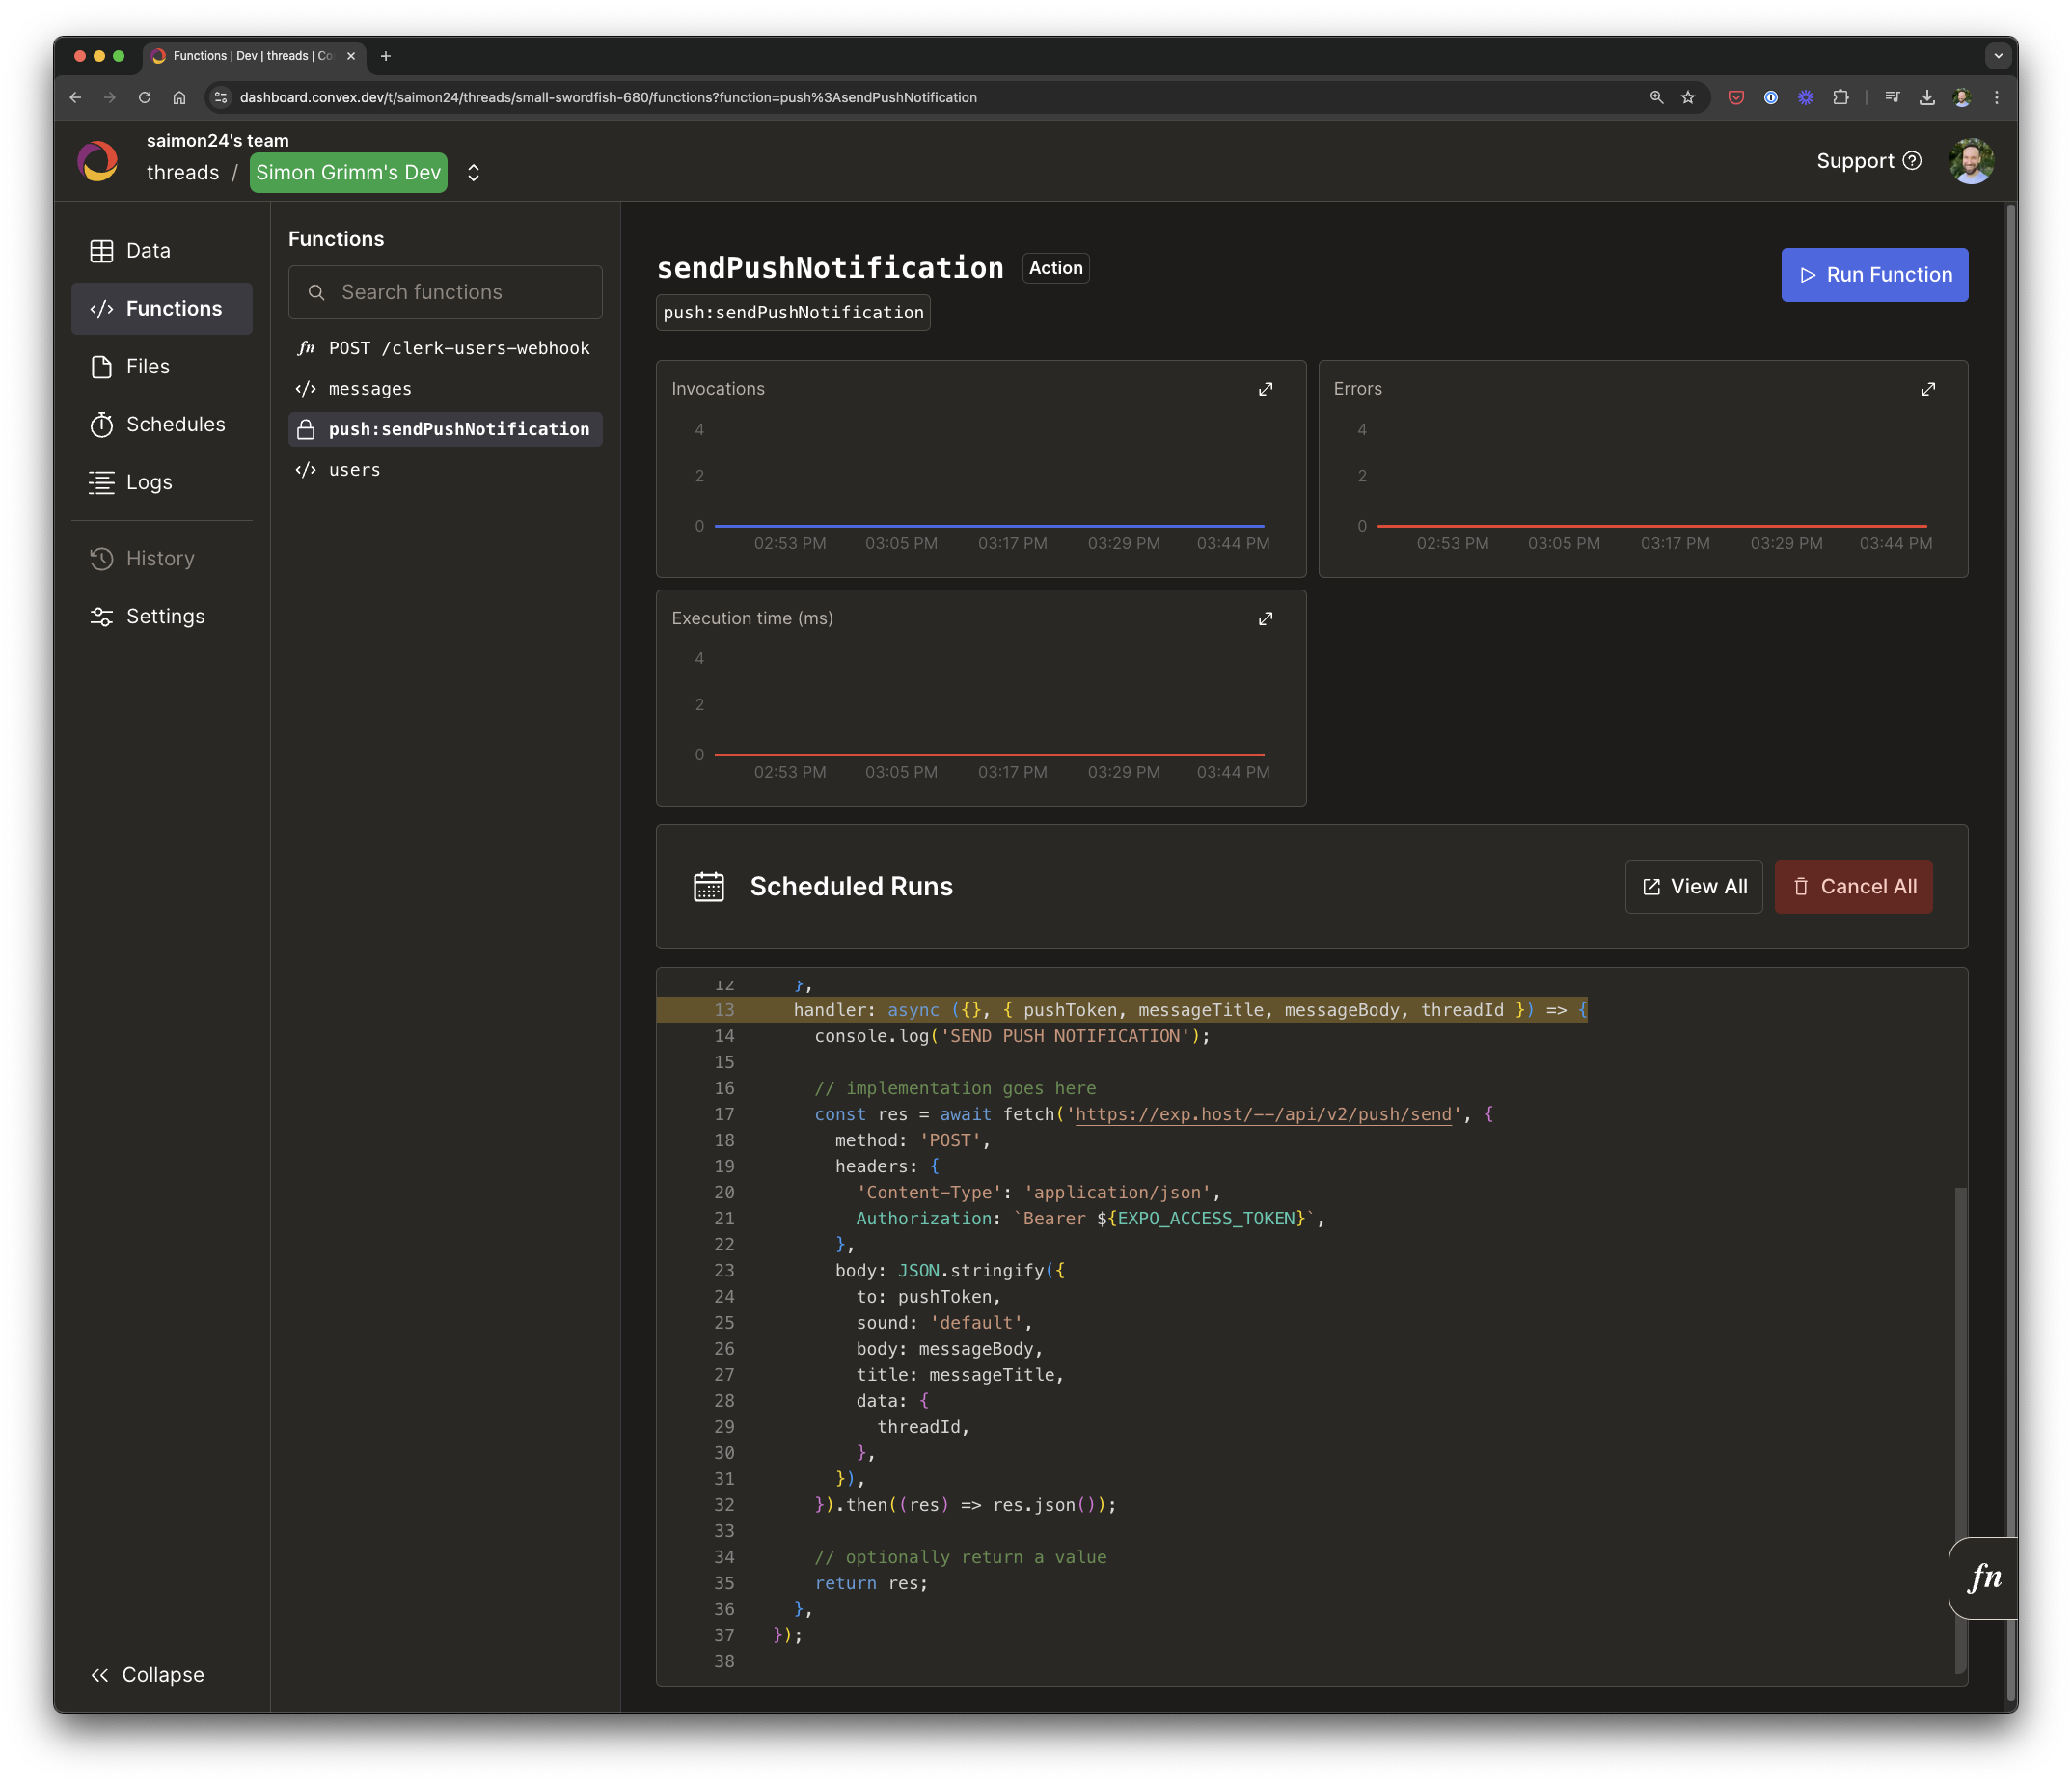 Functions | Dev | threads | Co
dashboard.convex.dev/t/saimon24/threads/small-swordfish-680/functions?function=push%3AsendPushNotification
saimon24's team
threads / Simon Grimm's Dev
Support
Data
Functions
Files
Schedules
Logs
History
Settings
Collapse
Functions
Search functions
fn POST /clerk-users-webhook
</> messages
push:sendPushNotification
</> users
sendPushNotification Action
push:sendPushNotification
Run Function
Invocations
4
2
0
02:53 PM 03:05 PM 03:17 PM 03:29 PM 03:44 PM
Errors
4
2
0
02:53 PM 03:05 PM 03:17 PM 03:29 PM 03:44 PM
Execution time (ms)
4
2
0
02:53 PM 03:05 PM 03:17 PM 03:29 PM 03:44 PM
Scheduled Runs
View All
Cancel All
12 },
13 handler: async ({}, { pushToken, messageTitle, messageBody, threadId }) => {
14 console.log('SEND PUSH NOTIFICATION');
15
16 // implementation goes here
17 const res = await fetch('https://exp.host/--/api/v2/push/send', {
18 method: 'POST',
19 headers: {
20 'Content-Type': 'application/json',
21 Authorization: `Bearer ${EXPO_ACCESS_TOKEN}`,
22 },
23 body: JSON.stringify({
24 to: pushToken,
25 sound: 'default',
26 body: messageBody,
27 title: messageTitle,
28 data: {
29 threadId,
30 },
31 }),
32 }).then((res) => res.json());
33
34 // optionally return a value
35 return res;
36 },
37 });
38
fn